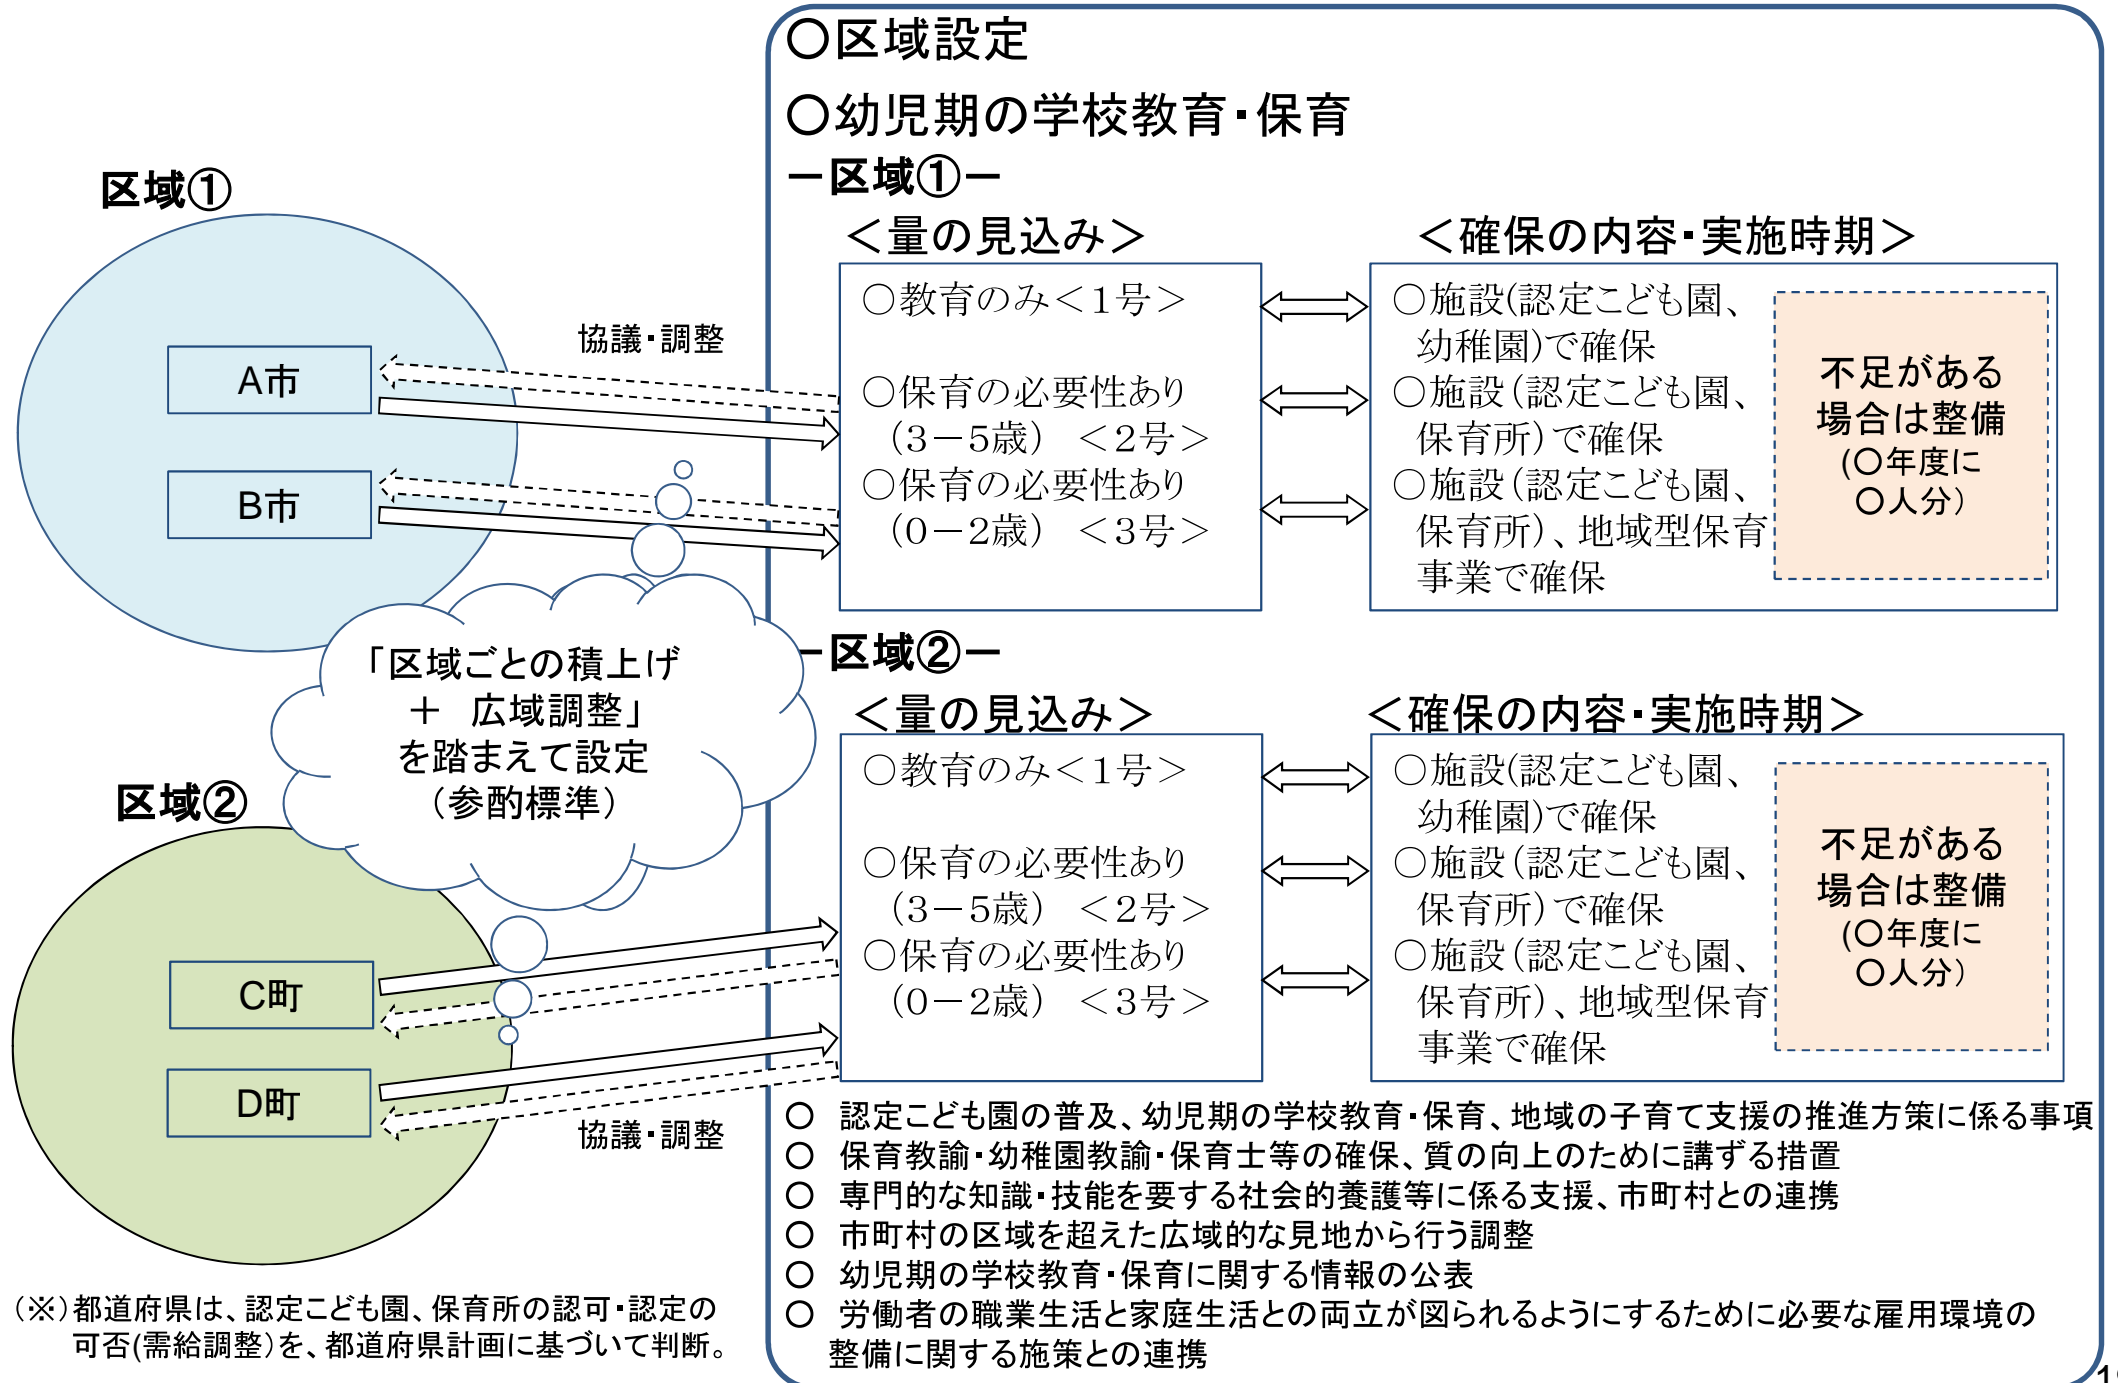 ○区域設定
○幼児期の学校教育・保育
－区域①－
区域①
＜量の見込み＞
＜確保の内容・実施時期＞
A市
B市
協議・調整
○教育のみ＜１号＞
○保育の必要性あり
（３－５歳）　＜２号＞
○保育の必要性あり
（０－２歳）　＜３号＞
○施設(認定こども園、
幼稚園)で確保
○施設（認定こども園、
保育所）で確保
○施設（認定こども園、
保育所）、地域型保育
事業で確保
不足がある
場合は整備
(○年度に
○人分）
「区域ごとの積上げ
＋　広域調整」
を踏まえて設定
（参酌標準）
－区域②－
区域②
＜量の見込み＞
＜確保の内容・実施時期＞
C町
D町
協議・調整
○教育のみ＜１号＞
○保育の必要性あり
（３－５歳）　＜２号＞
○保育の必要性あり
（０－２歳）　＜３号＞
○施設(認定こども園、
幼稚園)で確保
○施設（認定こども園、
保育所）で確保
○施設（認定こども園、
保育所）、地域型保育
事業で確保
不足がある
場合は整備
(○年度に
○人分）
○　認定こども園の普及、幼児期の学校教育・保育、地域の子育て支援の推進方策に係る事項
○　保育教諭・幼稚園教諭・保育士等の確保、質の向上のために講ずる措置
○　専門的な知識・技能を要する社会的養護等に係る支援、市町村との連携
○　市町村の区域を超えた広域的な見地から行う調整
○　幼児期の学校教育・保育に関する情報の公表
○　労働者の職業生活と家庭生活との両立が図られるようにするために必要な雇用環境の
整備に関する施策との連携
（※）都道府県は、認定こども園、保育所の認可・認定の
可否(需給調整）を、都道府県計画に基づいて判断。